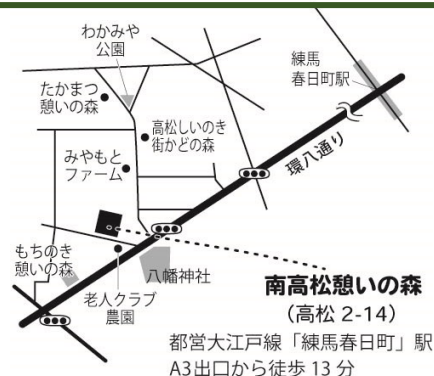 わかみや
公園
練馬
春日町駅
たかまつ
憩いの森
高松しいのき
街かどの森
みやもと
ファーム
環八通り
もちのき
憩いの森
八幡神社
老人クラブ
農園
南高松憩いの森
(高松 2-14)
都営大江戸線「練馬春日町」駅
A3出口から徒歩 13 分